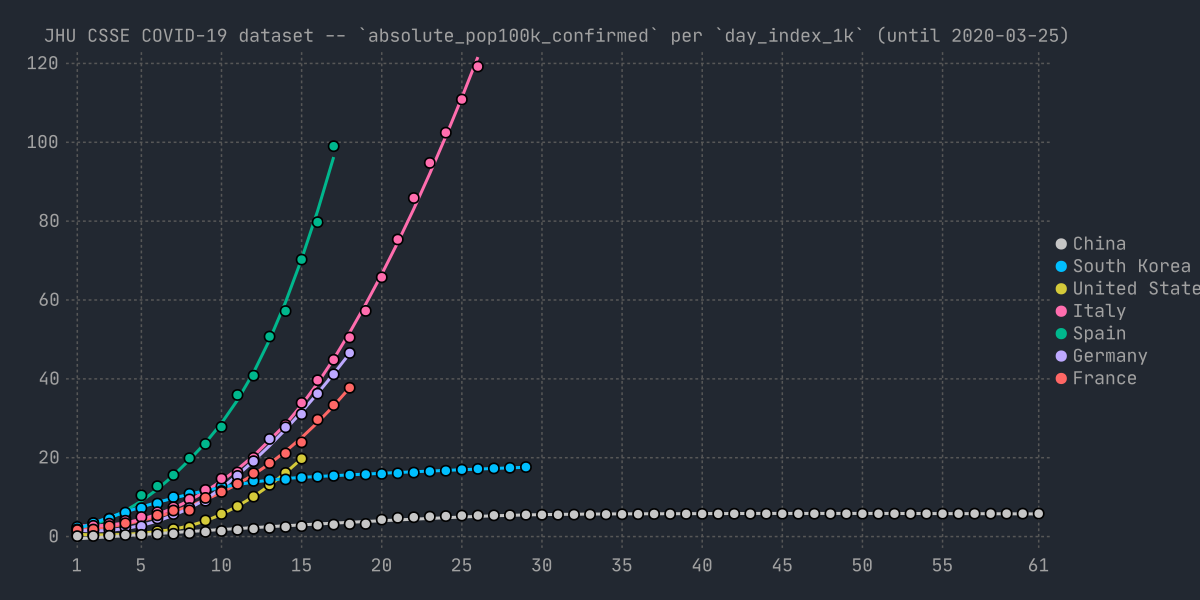 JHU CSSE COVID-19 dataset -- `absolute_pop100k_confirmed` per `day_index_1k` (until 2020-03-25)
120
100
80
60
40
20
0
1 5 10 15 20 25 30 35 40 45 50 55 61
China
South Korea
United State
Italy
Spain
Germany
France